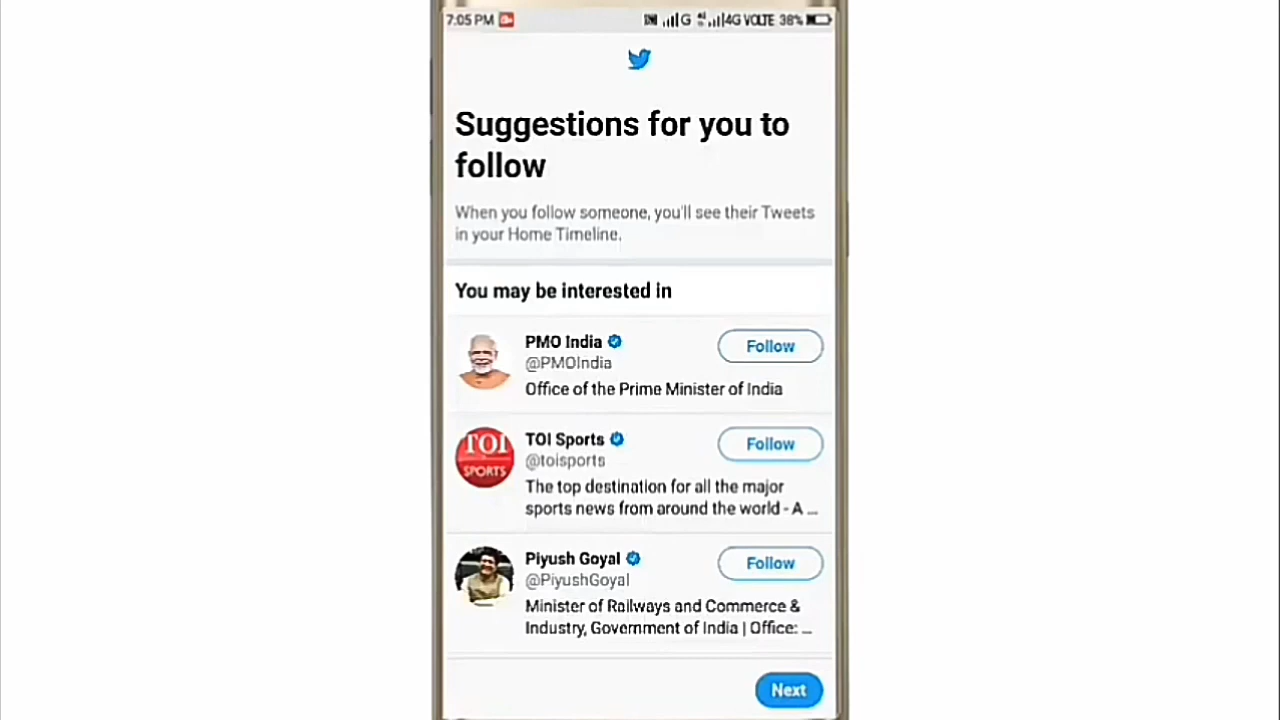 7:05 PM G 4G VOLTE 38%
Suggestions for you to
follow
When you follow someone, you'll see their Tweets
in your Home Timeline.
You may be interested in
PMO India
@PMOIndia
Follow
Office of the Prime Minister of India
TOI SPORTS
TOI Sports
@toisports
Follow
The top destination for all the major
sports news from around the world - A ...
Piyush Goyal
@PiyushGoyal
Follow
Minister of Railways and Commerce &
Industry, Government of India | Office: ...
Next